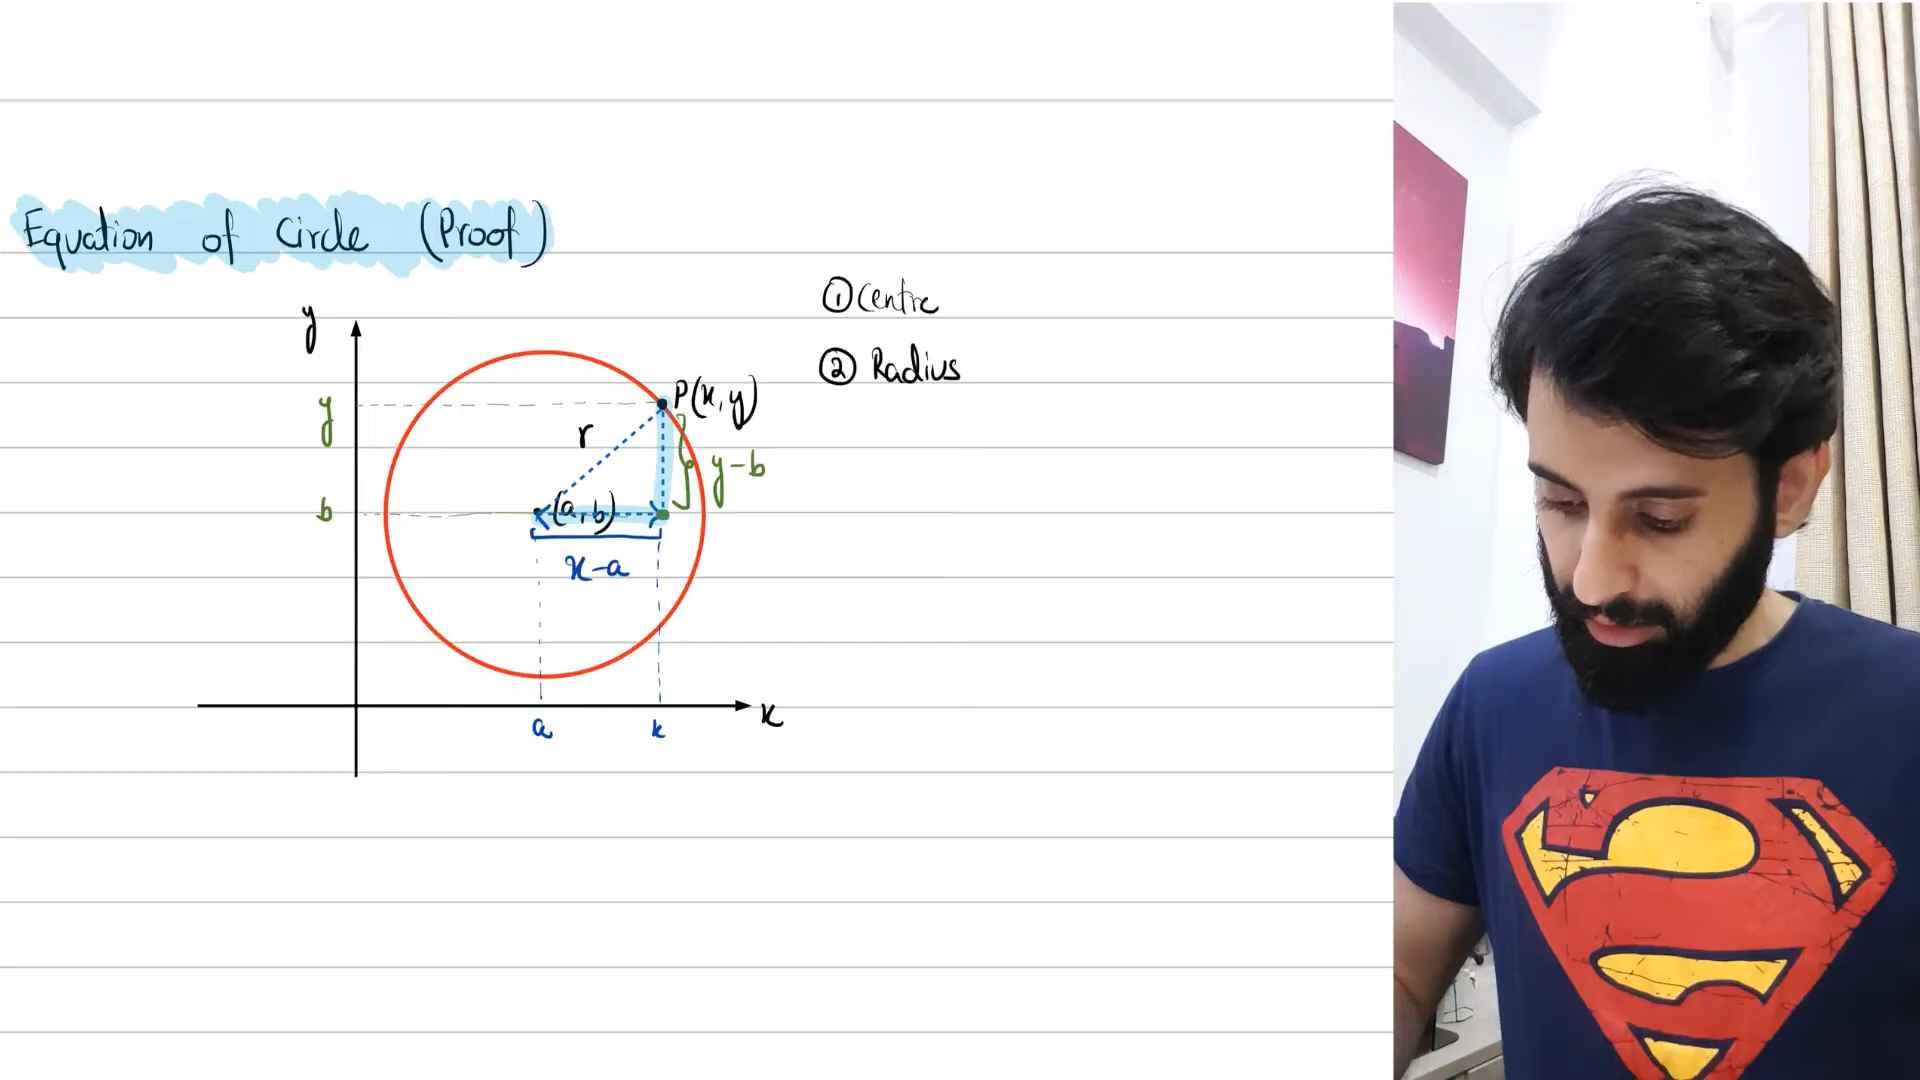 Equation of Circle (Proof)
① Centre
② Radius
y
y
P(x, y)
r
y-b
b
(a, b)
x-a
x
a
x